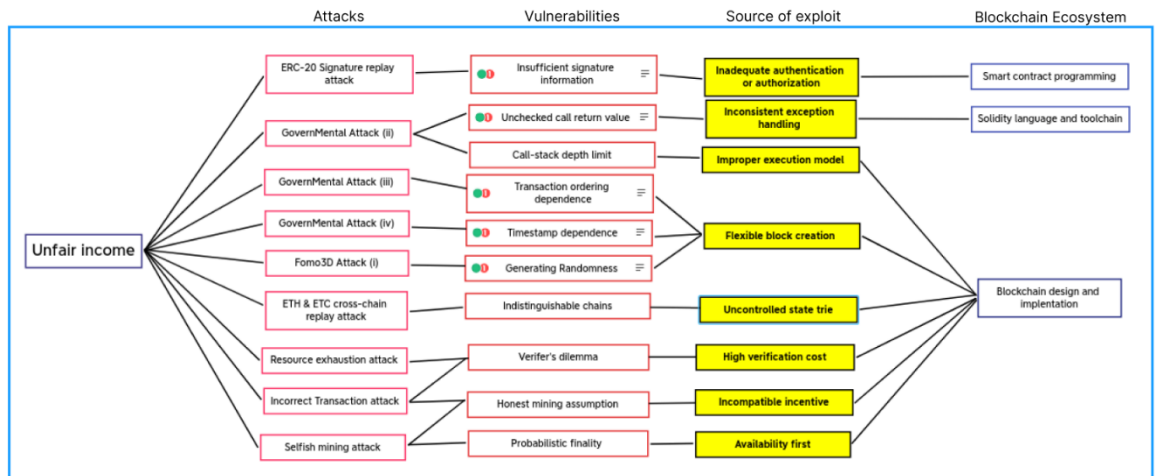 Attacks
Vulnerabilities
Source of exploit
Blockchain Ecosystem
Unfair income
ERC-20 Signature replay
attack
GovernMental Attack (ii)
GovernMental Attack (iii)
GovernMental Attack (iv)
Fomo3D Attack (i)
ETH & ETC cross-chain
replay attack
Resource exhaustion attack
Incorrect Transaction attack
Selfish mining attack
Insufficient signature
information
Unchecked call return value
Call-stack depth limit
Transaction ordering
dependence
Timestamp dependence
Generating Randomness
Indistinguishable chains
Verifer's dilemma
Honest mining assumption
Probabilistic finality
Inadequate authentication
or authorization
Inconsistent exception
handling
Improper execution model
Flexible block creation
Uncontrolled state trie
High verification cost
Incompatible incentive
Availability first
Smart contract programming
Solidity language and toolchain
Blockchain design and
implentation